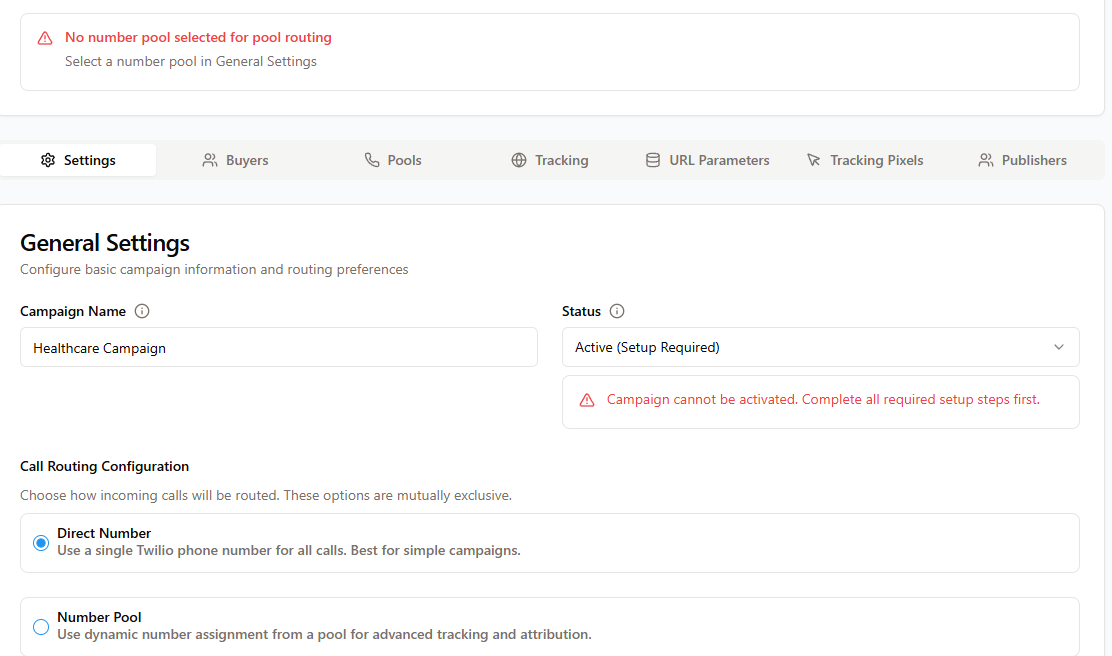 No number pool selected for pool routing
Select a number pool in General Settings
Settings Buyers Pools Tracking URL Parameters Tracking Pixels Publishers
General Settings
Configure basic campaign information and routing preferences
Campaign Name Status
Healthcare Campaign Active (Setup Required)
Campaign cannot be activated. Complete all required setup steps first.
Call Routing Configuration
Choose how incoming calls will be routed. These options are mutually exclusive.
Direct Number
Use a single Twilio phone number for all calls. Best for simple campaigns.
Number Pool
Use dynamic number assignment from a pool for advanced tracking and attribution.